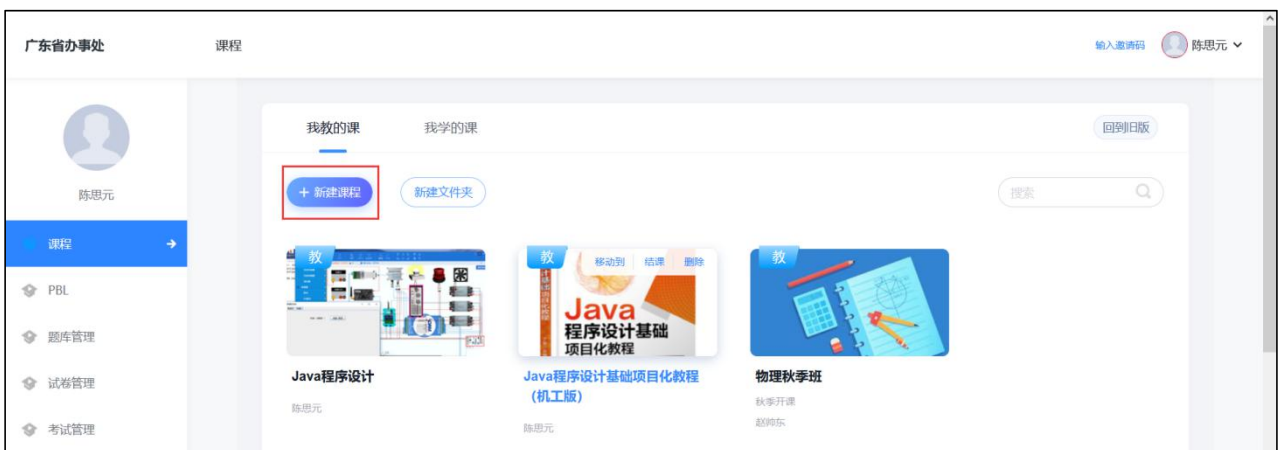 广东省办事处
课程
输入邀请码
陈思元
陈思元
课程
PBL
题库管理
试卷管理
考试管理
我教的课
我学的课
回到旧版
+ 新建课程
新建文件夹
搜索
教
Java程序设计
陈思元
教
移动到 结课 删除
Java
程序设计基础
项目化教程
Java程序设计基础项目化教程
（机工版）
陈思元
教
物理秋季班
秋季开课
赵帅东